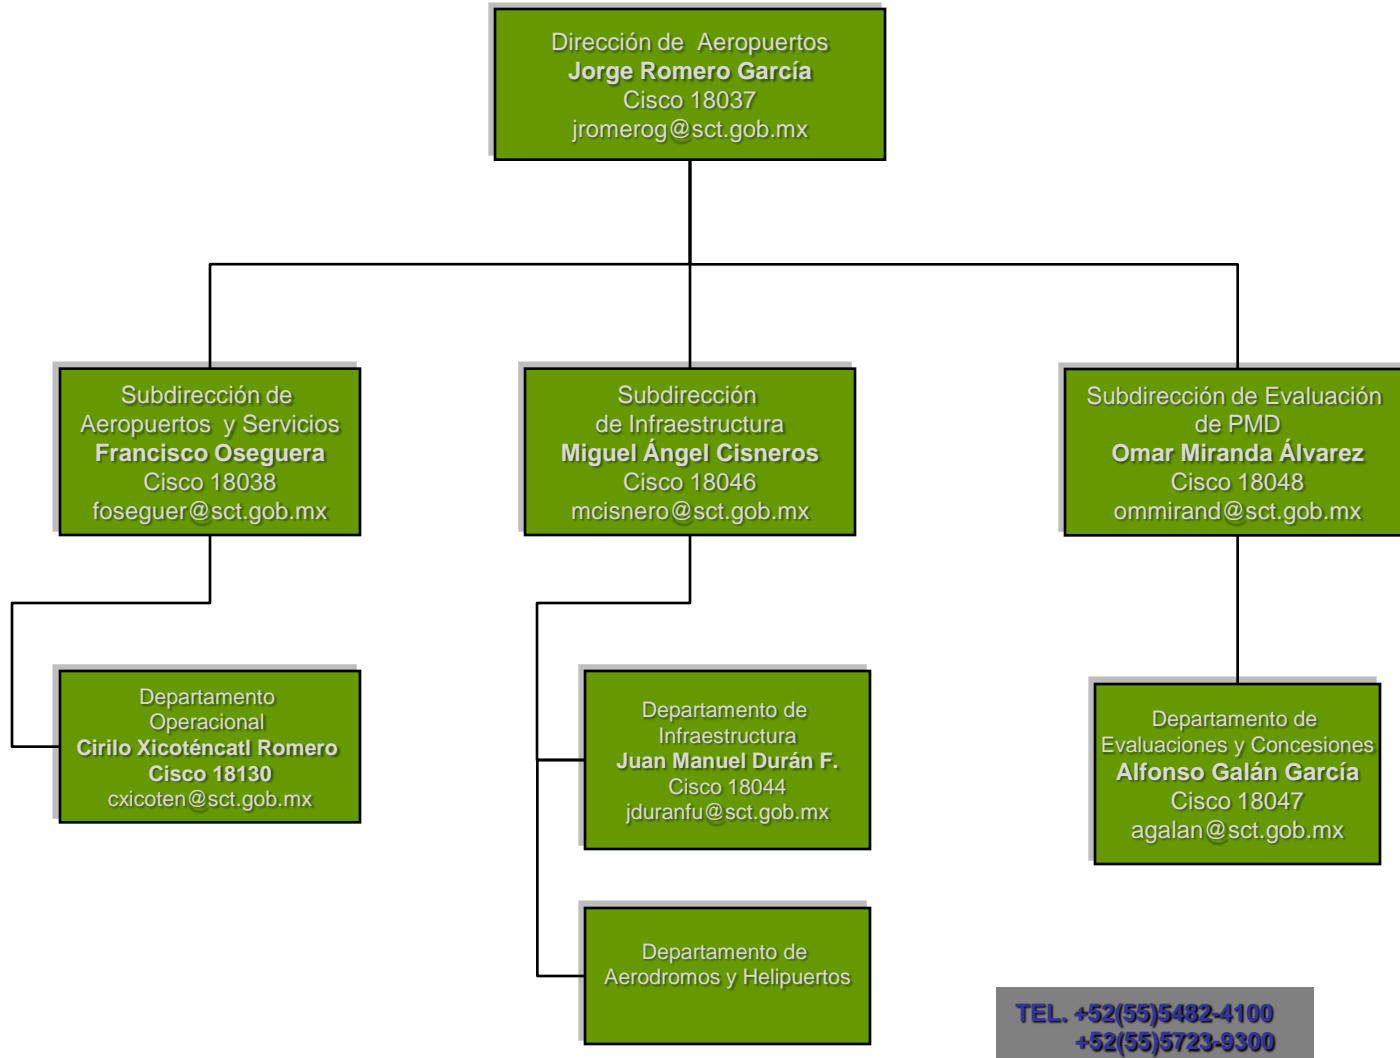 Dirección de Aeropuertos
Jorge Romero García
Cisco 18037
jromerog@sct.gob.mx
Subdirección de
Aeropuertos y Servicios
Francisco Oseguera
Cisco 18038
foseguer@sct.gob.mx
Subdirección
de Infraestructura
Miguel Ángel Cisneros
Cisco 18046
mcisnero@sct.gob.mx
Subdirección de Evaluación
de PMD
Omar Miranda Álvarez
Cisco 18048
ommirand@sct.gob.mx
Departamento
Operacional
Cirilo Xicoténcatl Romero
Cisco 18130
cxicoten@sct.gob.mx
Departamento de
Infraestructura
Juan Manuel Durán F.
Cisco 18044
jduranfu@sct.gob.mx
Departamento de
Evaluaciones y Concesiones
Alfonso Galán García
Cisco 18047
agalan@sct.gob.mx
Departamento de
Aerodromos y Helipuertos
TEL. +52(55)5482-4100
+52(55)5723-9300